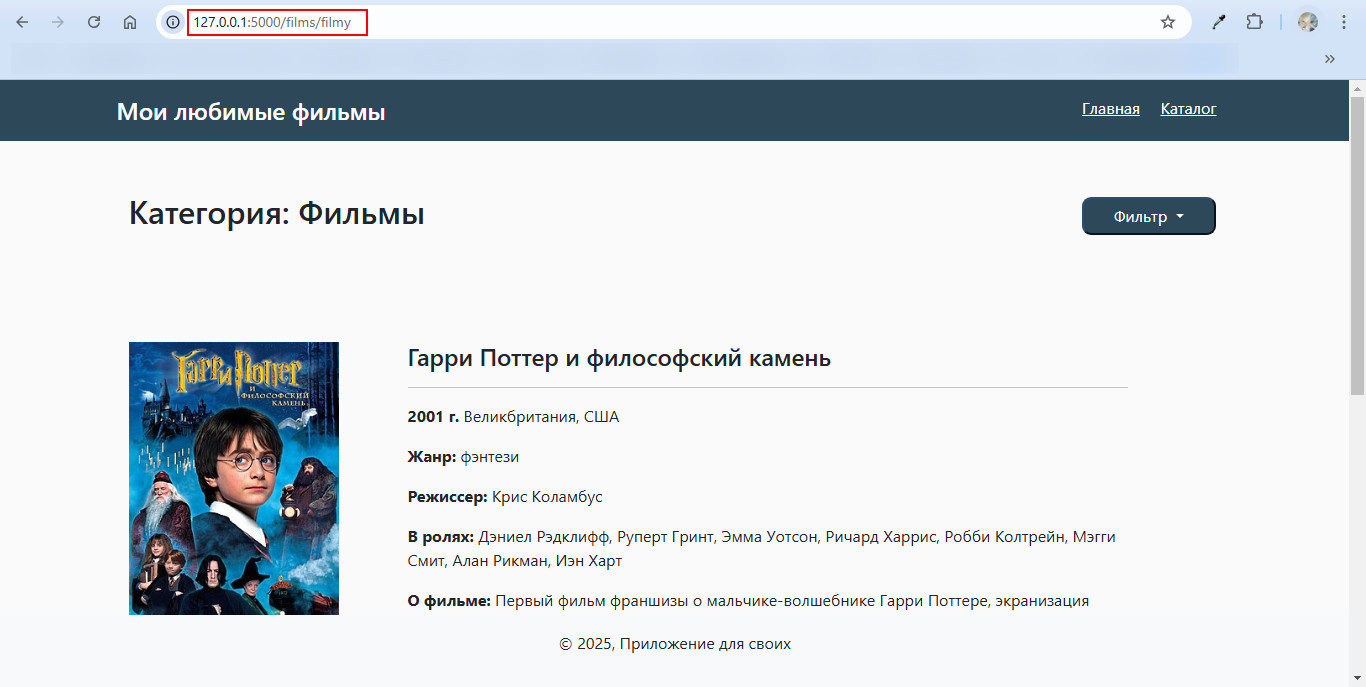 127.0.0.1:5000/films/filmy
Мои любимые фильмы
Главная Каталог
Категория: Фильмы
Фильтр
Гарри Поттер
и
философский
камень
Гарри Поттер и философский камень
2001 г. Великбритания, США
Жанр: фэнтези
Режиссер: Крис Коламбус
В ролях: Дэниел Рэдклифф, Руперт Гринт, Эмма Уотсон, Ричард Харрис, Робби Колтрейн, Мэгги
Смит, Алан Рикман, Иэн Харт
О фильме: Первый фильм франшизы о мальчике-волшебнике Гарри Поттере, экранизация
© 2025, Приложение для своих